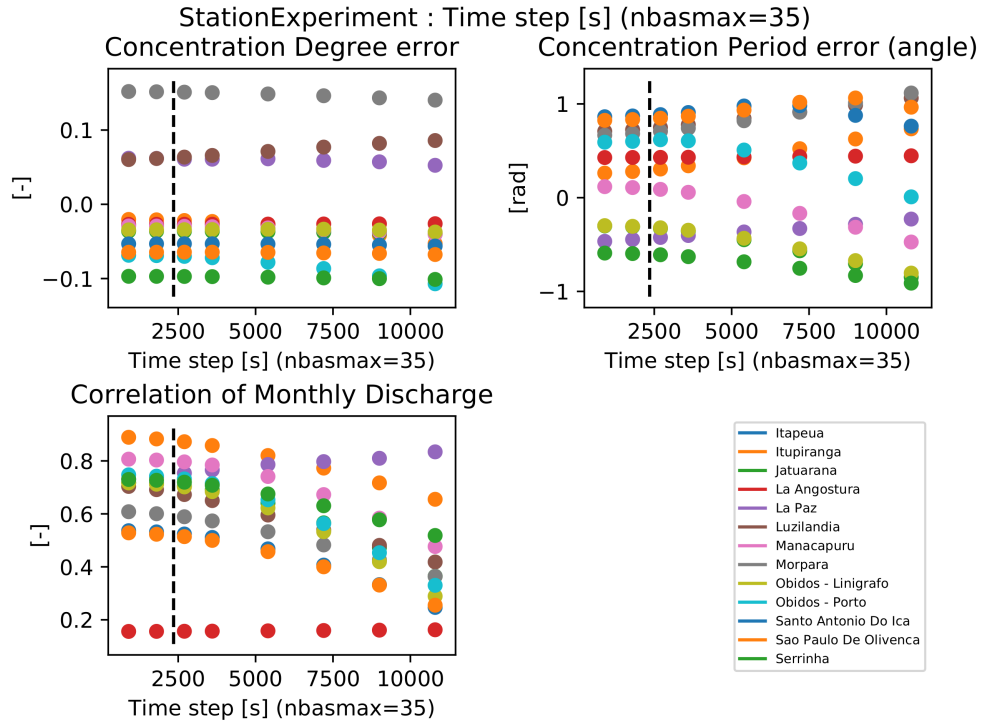 StationExperiment : Time step [s] (nbasmax=35)
Concentration Degree error
[-]
0.1
0.0
−0.1
2500 5000 7500 10000
Time step [s] (nbasmax=35)
Concentration Period error (angle)
[rad]
1
0
−1
2500 5000 7500 10000
Time step [s] (nbasmax=35)
Correlation of Monthly Discharge
[-]
0.8
0.6
0.4
0.2
2500 5000 7500 10000
Time step [s] (nbasmax=35)
Itapeua
Itupiranga
Jatuarana
La Angostura
La Paz
Luzilandia
Manacapuru
Morpara
Obidos - Linigrafo
Obidos - Porto
Santo Antonio Do Ica
Sao Paulo De Olivenca
Serrinha